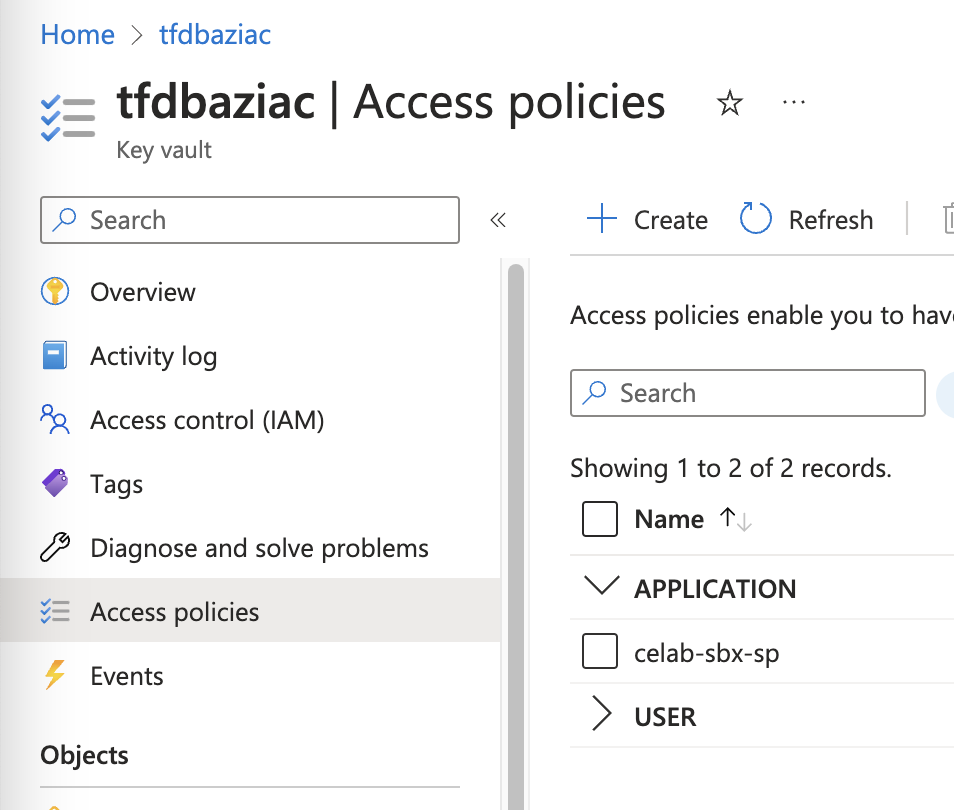 Home > tfdbaziac
tfdbaziac | Access policies
Key vault
Search
Overview
Activity log
Access control (IAM)
Tags
Diagnose and solve problems
Access policies
Events
Objects
Create
Refresh
Access policies enable you to have
Search
Showing 1 to 2 of 2 records.
Name
APPLICATION
celab-sbx-sp
USER